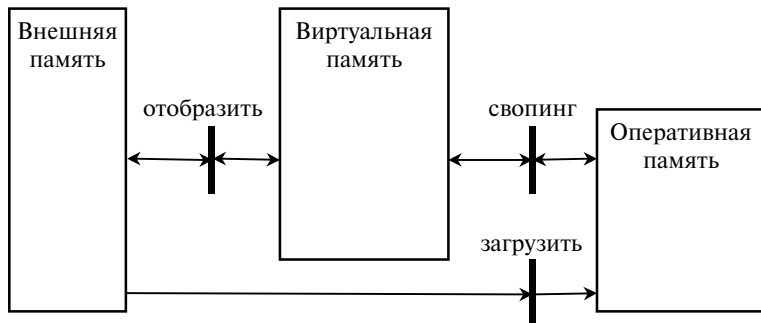 Внешняя
память
Виртуальная
память
отобразить
свопинг
Оперативная
память
загрузить